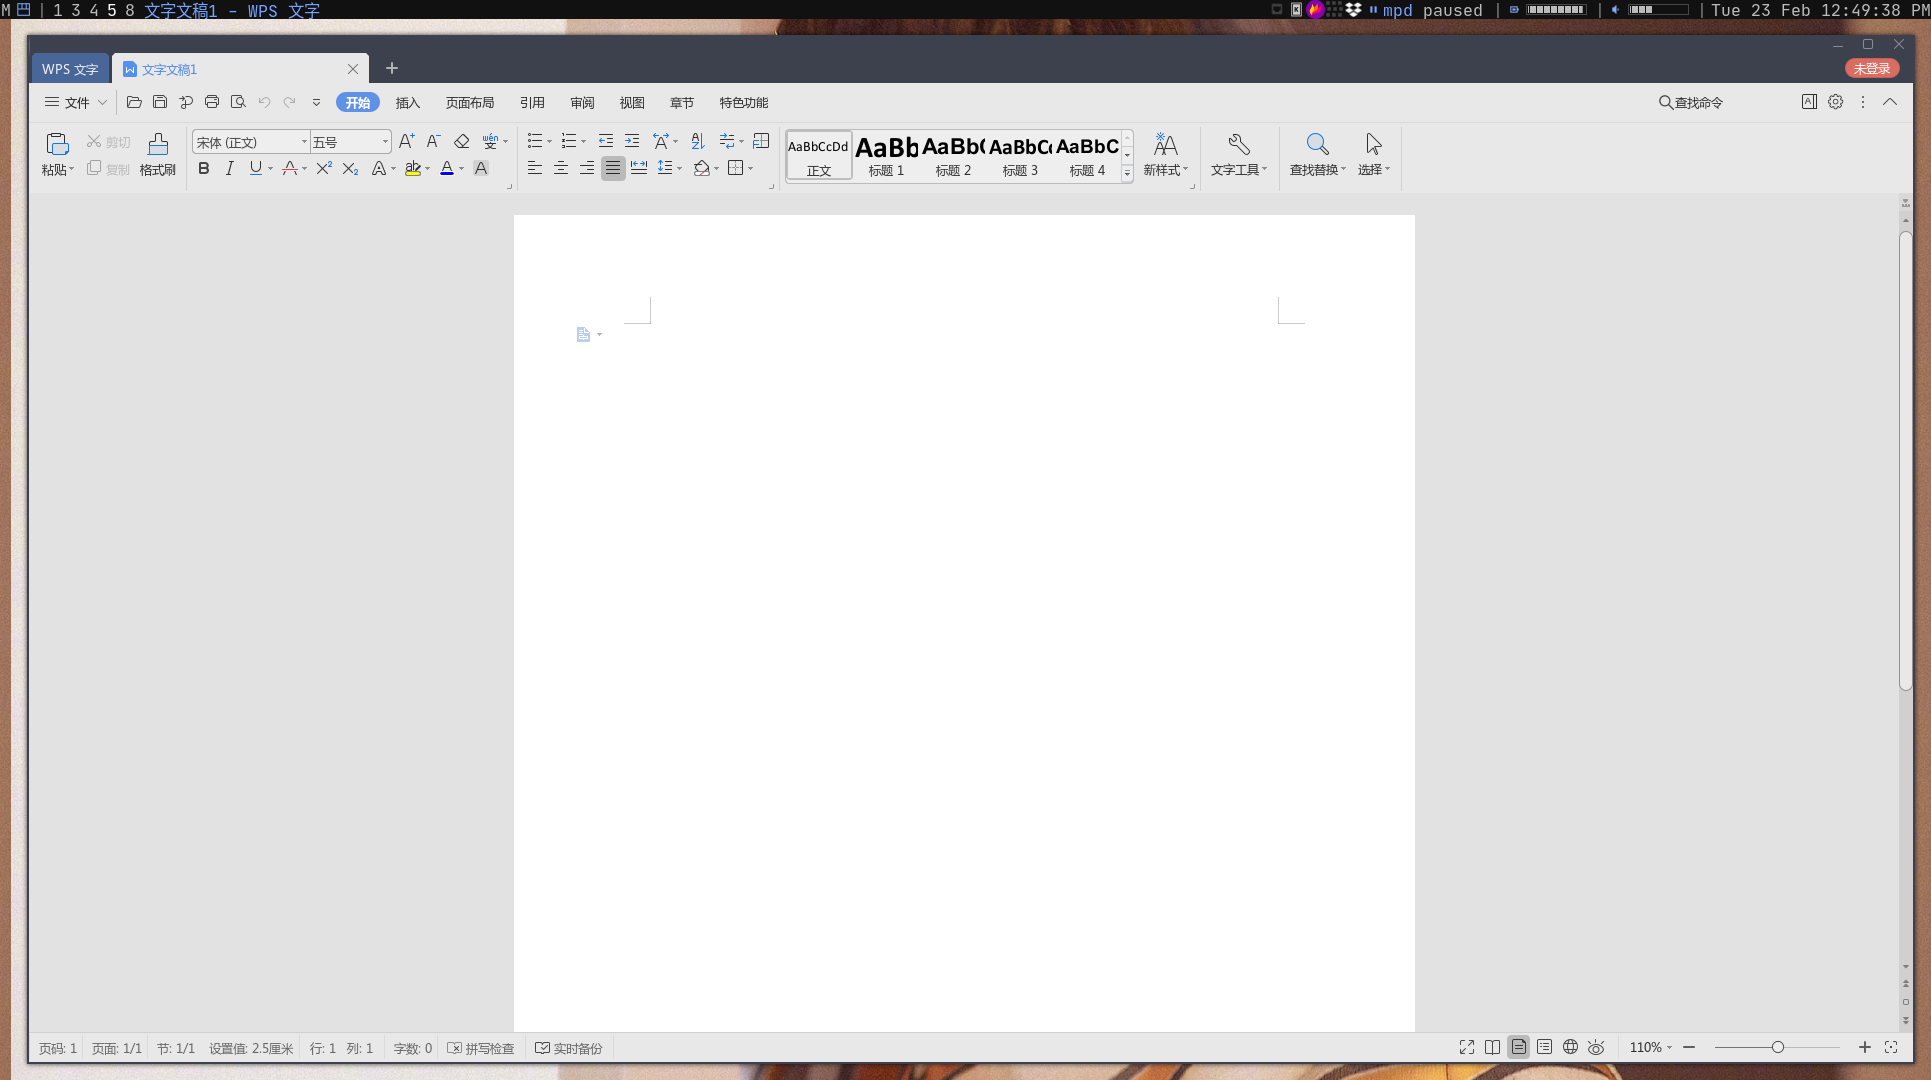 M 1 3 4 5 8 文字文稿1 - WPS 文字 mpd paused Tue 23 Feb 12:49:38 PM
WPS 文字 文字文稿1
未登录
文件 开始 插入 页面布局 引用 审阅 视图 章节 特色功能 查找命令
宋体 (正文) 五号
粘贴 剪切 复制 格式刷
AaBbCcDd AaBb AaBb( AaBbC AaBbC
正文 标题 1 标题 2 标题 3 标题 4
新样式 文字工具 查找替换 选择
页码: 1 页面: 1/1 节: 1/1 设置值: 2.5厘米 行: 1 列: 1 字数: 0 拼写检查 实时备份 110%